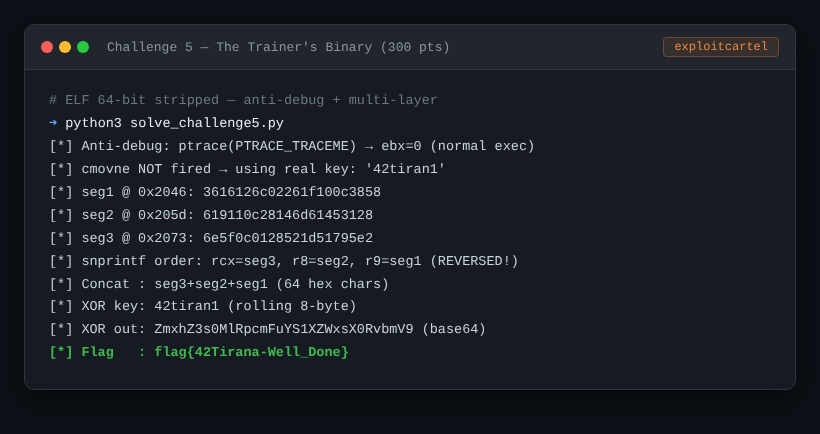 Challenge 5 — The Trainer's Binary (300 pts)
exploitcartel
# ELF 64-bit stripped — anti-debug + multi-layer
➜ python3 solve_challenge5.py
[*] Anti-debug: ptrace(PTRACE_TRACEME) → ebx=0 (normal exec)
[*] cmovne NOT fired → using real key: '42tiran1'
[*] seg1 @ 0x2046: 3616126c02261f100c3858
[*] seg2 @ 0x205d: 619110c28146d61453128
[*] seg3 @ 0x2073: 6e5f0c0128521d51795e2
[*] snprintf order: rcx=seg3, r8=seg2, r9=seg1 (REVERSED!)
[*] Concat : seg3+seg2+seg1 (64 hex chars)
[*] XOR key: 42tiran1 (rolling 8-byte)
[*] XOR out: ZmxhZ3s0MlRpcmFuYS1XZWxsX0RvbmV9 (base64)
[*] Flag   : flag{42Tirana-Well_Done}